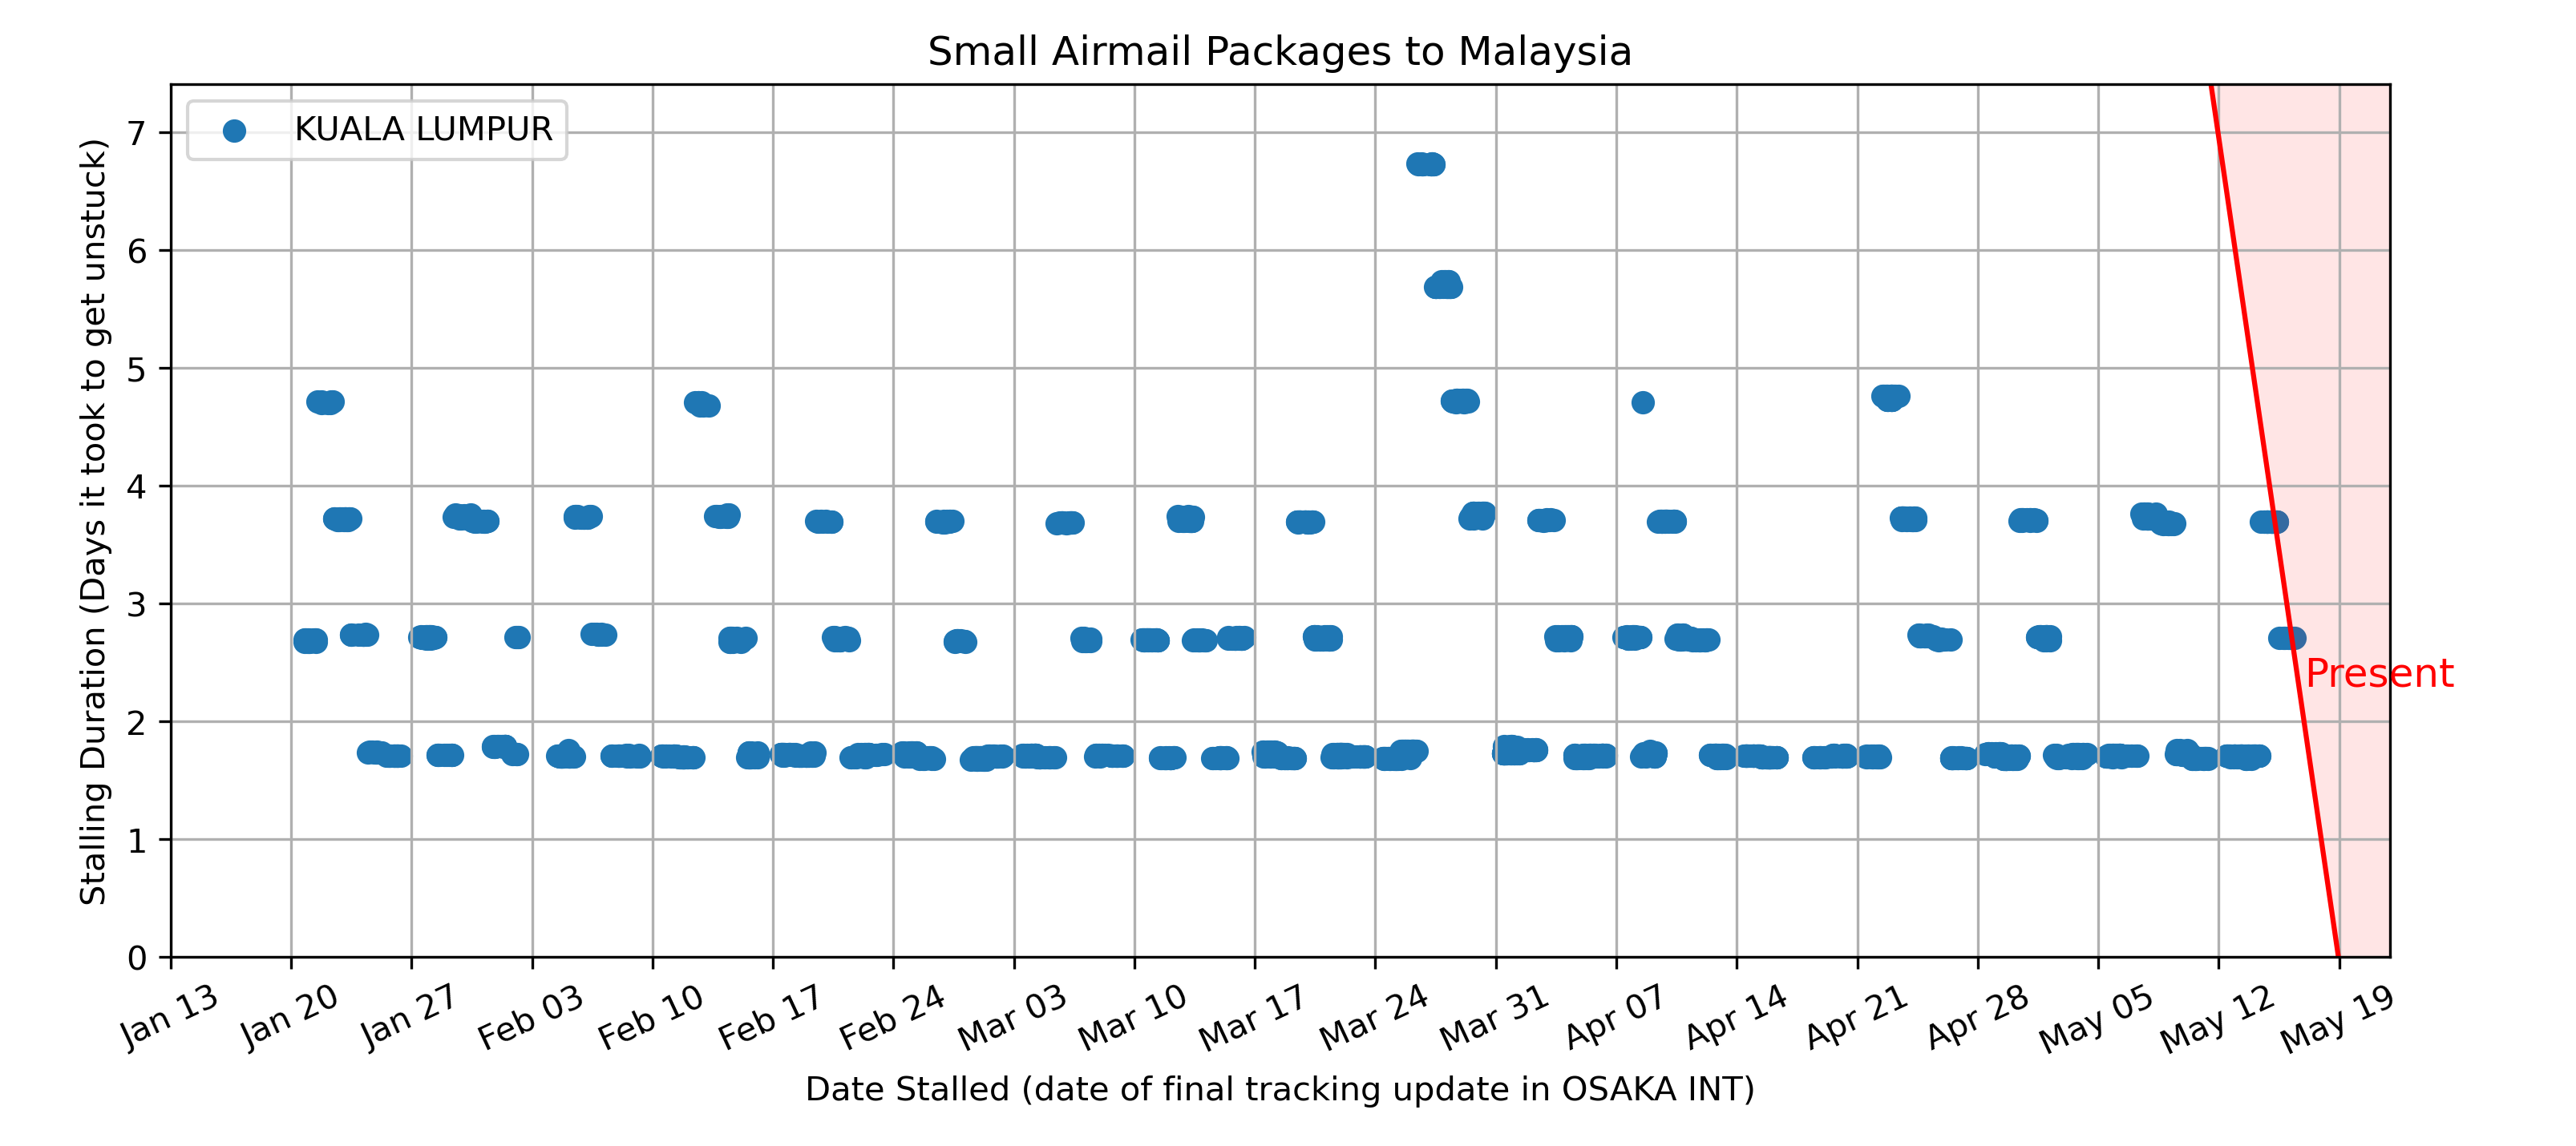 Small Airmail Packages to Malaysia
KUALA LUMPUR
Stalling Duration (Days it took to get unstuck)
7
6
5
4
3
2
1
0
Present
Jan 13
Jan 20
Jan 27
Feb 03
Feb 10
Feb 17
Feb 24
Mar 03
Mar 10
Mar 17
Mar 24
Mar 31
Apr 07
Apr 14
Apr 21
Apr 28
May 05
May 12
May 19
Date Stalled (date of final tracking update in OSAKA INT)